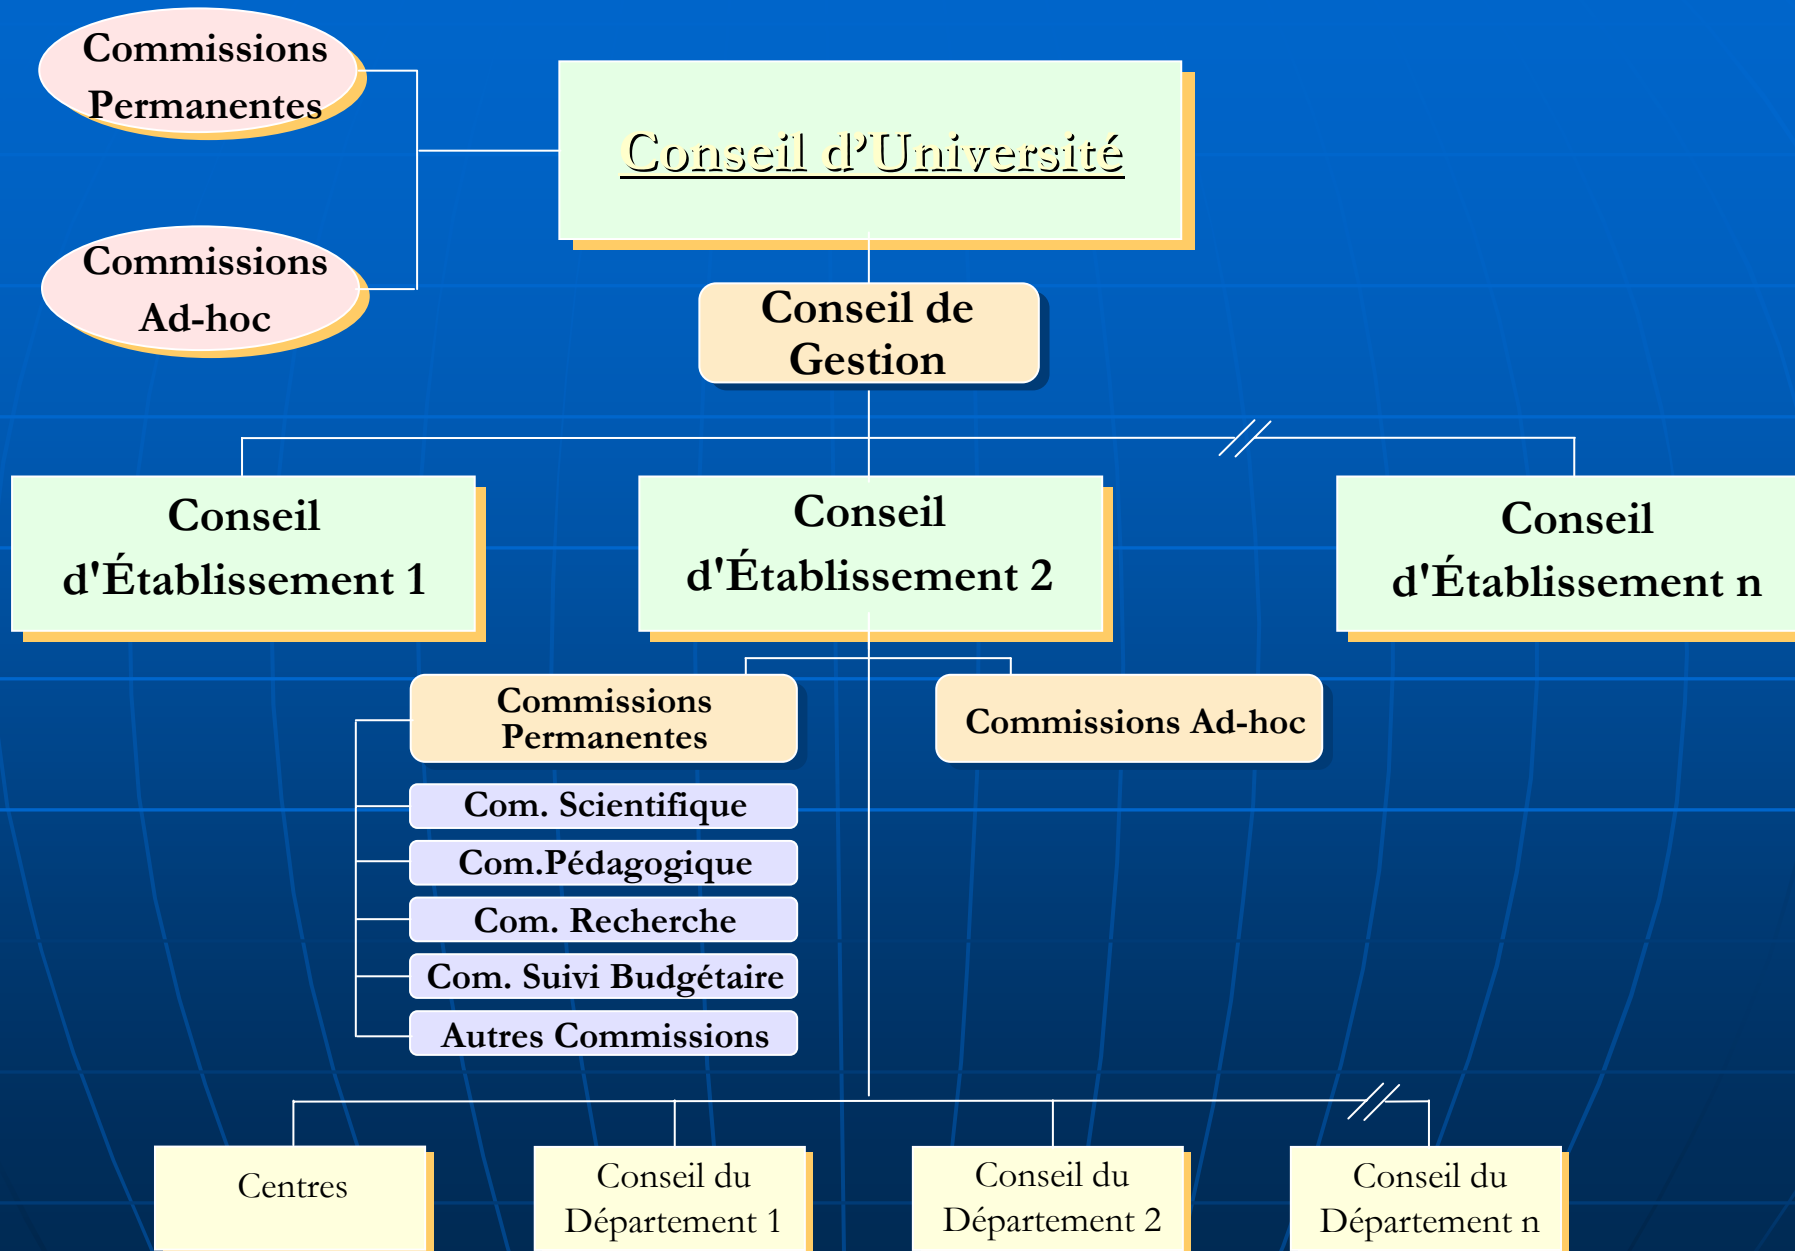 Commissions
Permanentes
Conseil d’Université
Commissions
Ad-hoc
Conseil de
Gestion
Conseil
d'Établissement 1
Conseil
d'Établissement 2
Conseil
d'Établissement n
Commissions
Permanentes
Commissions Ad-hoc
Com. Scientifique
Com.Pédagogique
Com. Recherche
Com. Suivi Budgétaire
Autres Commissions
Centres
Conseil du
Département 1
Conseil du
Département 2
Conseil du
Département n